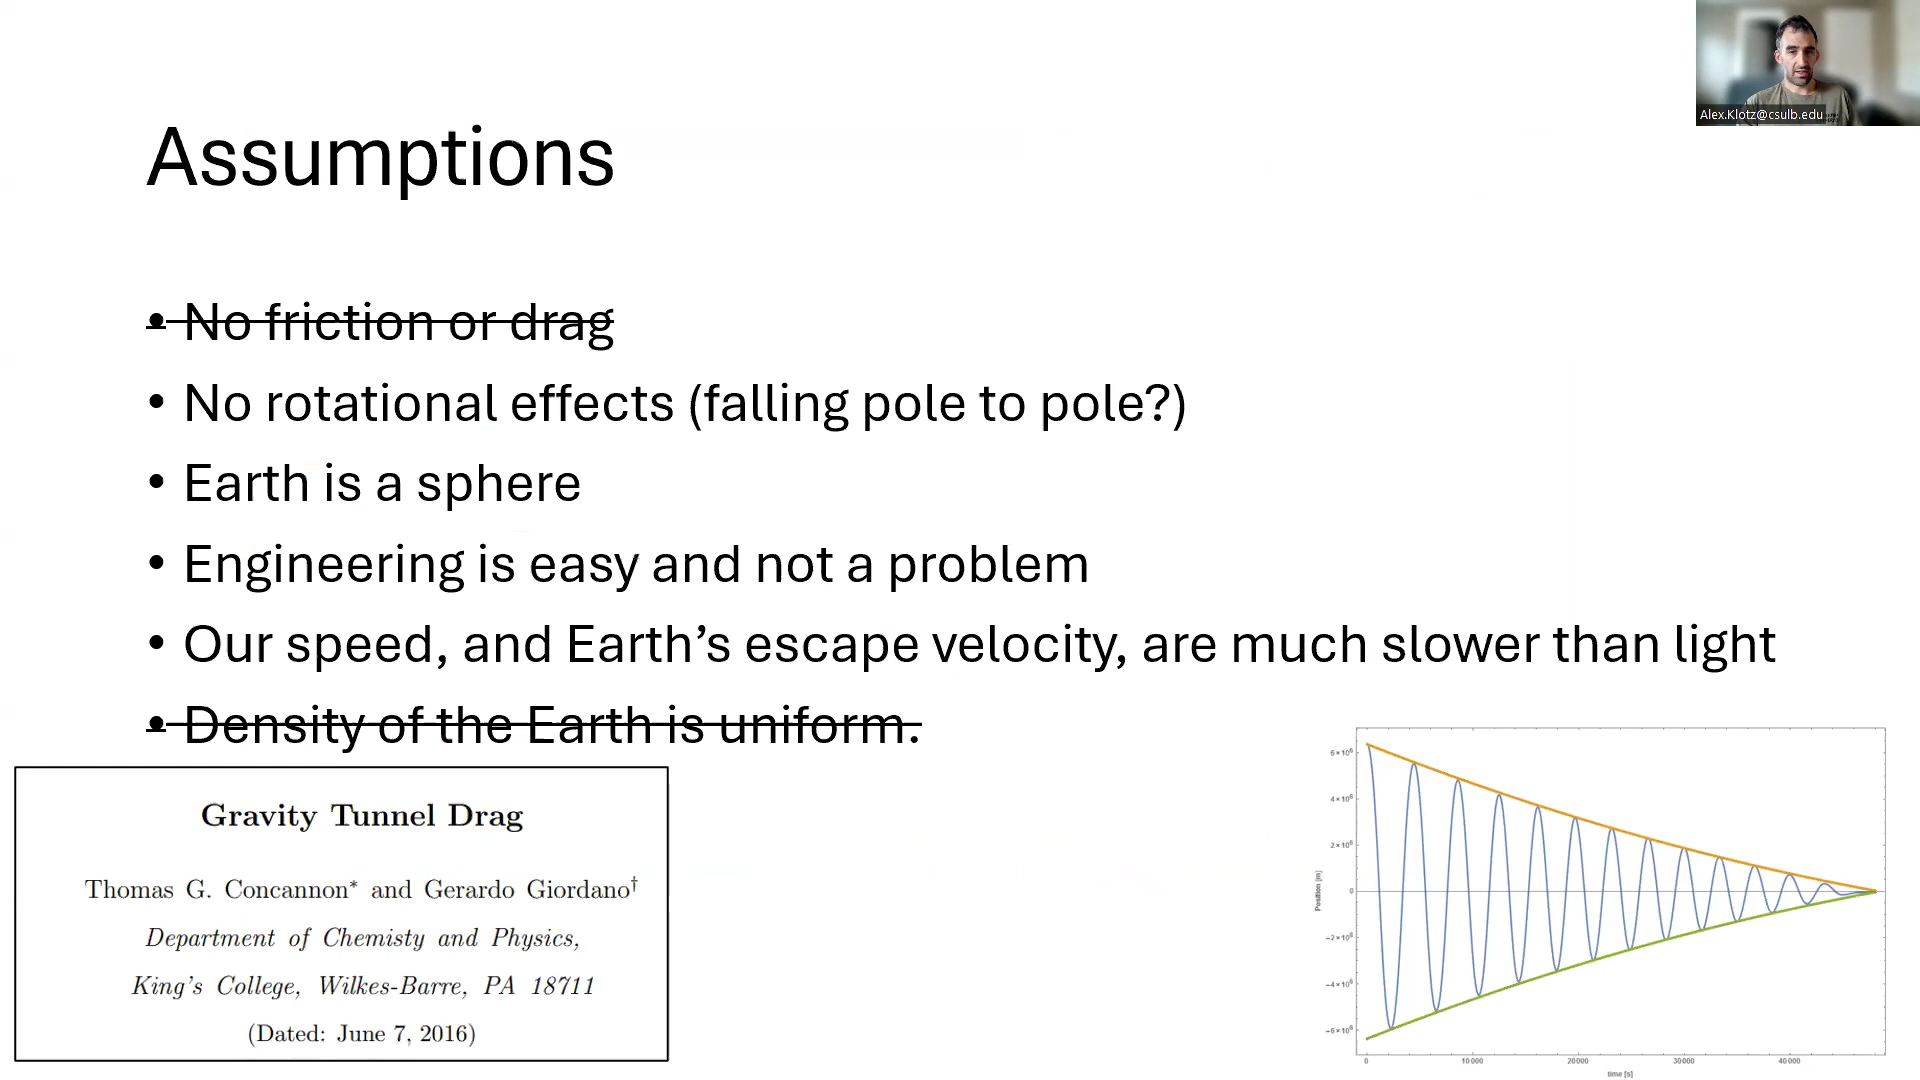 Alex.Klotz@csulb.edu
Assumptions
• No friction or drag
• No rotational effects (falling pole to pole?)
• Earth is a sphere
• Engineering is easy and not a problem
• Our speed, and Earth’s escape velocity, are much slower than light
• Density of the Earth is uniform.
Gravity Tunnel Drag
Thomas G. Concannon* and Gerardo Giordano†
Department of Chemisty and Physics,
King's College, Wilkes-Barre, PA 18711
(Dated: June 7, 2016)
Position [m]
6×10⁶
4×10⁶
2×10⁶
0
-2×10⁶
-4×10⁶
-6×10⁶
0 10000 20000 30000 40000
time [s]